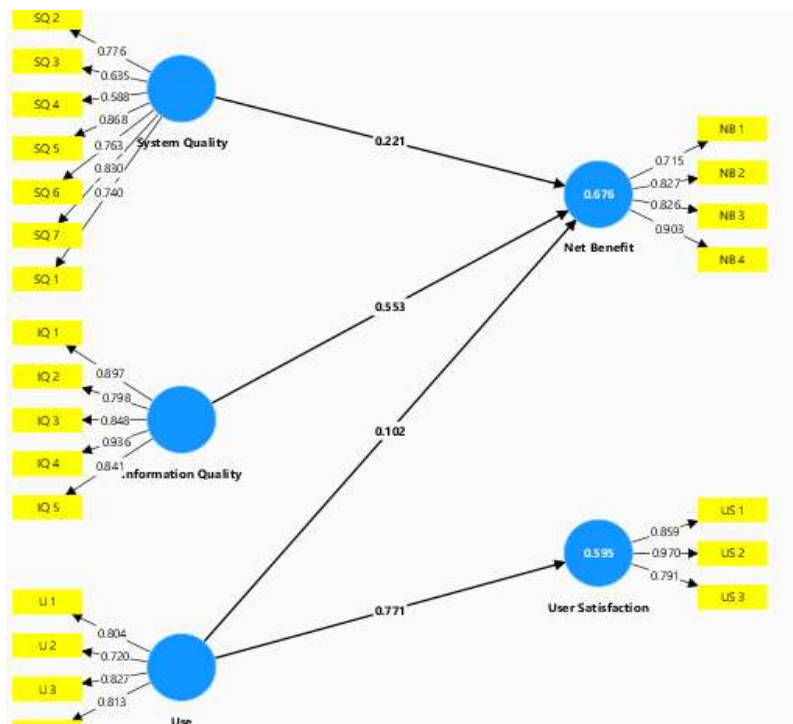 SQ 2
0.776
SQ 3
0.635
SQ 4
0.588
SQ 5
0.868
SQ 6
0.763
SQ 7
0.830
SQ 1
0.740
System Quality
0.221
NB 1
0.715
NB 2
0.827
NB 3
0.826
NB 4
0.903
0.676
Net Benefit
IQ 1
0.897
IQ 2
0.798
IQ 3
0.848
IQ 4
0.936
IQ 5
0.841
Information Quality
0.553
0.102
U 1
0.804
U 2
0.720
U 3
0.827
0.813
Use
0.771
0.595
User Satisfaction
US 1
0.859
US 2
0.970
US 3
0.791